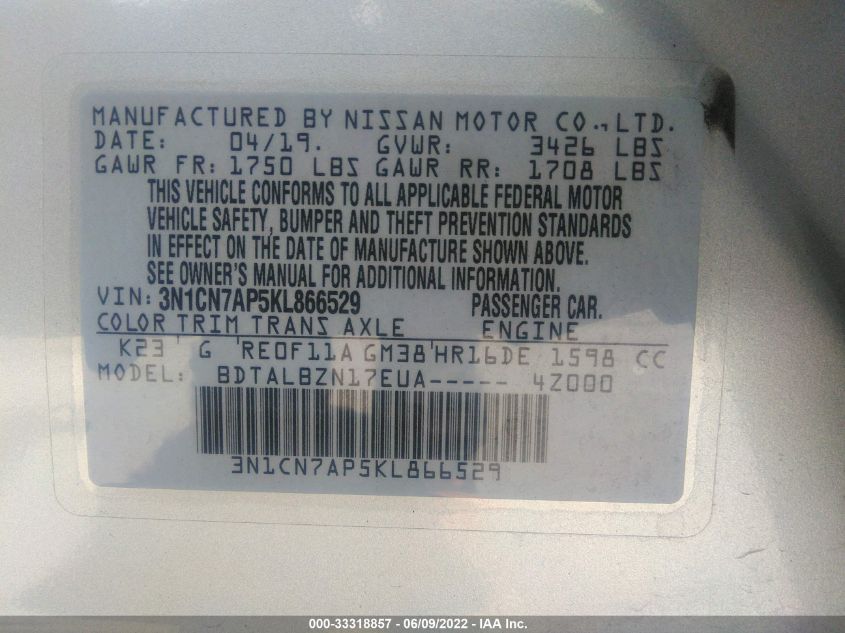 MANUFACTURED BY NISSAN MOTOR CO., LTD.
DATE: 04/19. GVWR: 3426 LBS
GAWR FR: 1750 LBS GAWR RR: 1708 LBS
THIS VEHICLE CONFORMS TO ALL APPLICABLE FEDERAL MOTOR
VEHICLE SAFETY, BUMPER AND THEFT PREVENTION STANDARDS
IN EFFECT ON THE DATE OF MANUFACTURE SHOWN ABOVE.
SEE OWNER'S MANUAL FOR ADDITIONAL INFORMATION.
VIN: 3N1CN7AP5KL866529 PASSENGER CAR.
COLOR TRIM TRANS AXLE ENGINE
K23 G RE0F11A GM38 HR16DE 1598 CC
MODEL: BDTALBZN17EUA----- 4Z000
3N1CN7AP5KL866529
000-33318857 - 06/09/2022 - IAA Inc.